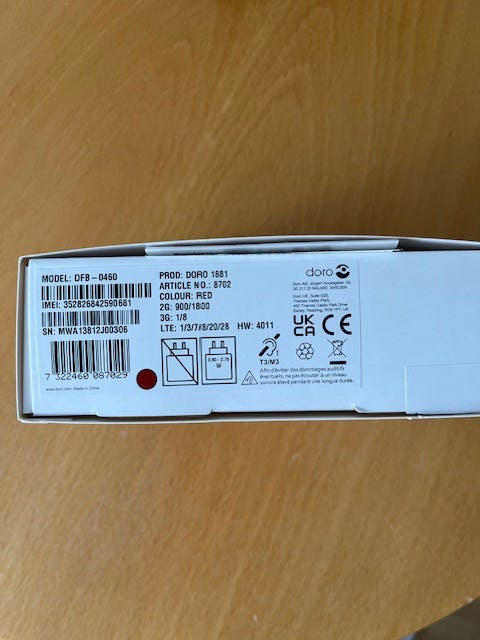 MODEL: DFB-0460
IMEI: 352826842590681
SN: MWA13812J00306
7 322460 087029
www.doro.com Made in China
PROD: DORO 1881
ARTICLE NO.: 8702
COLOUR: RED
2G: 900/1800
3G: 1/8
LTE: 1/3/7/8/20/28
HW: 4011
W
T3/M3
doro
Doro AB, Jörgen Kocksgatan 1B,
SE 211 20 MALMÖ, SWEDEN
Doro UK, Suite
Thames Valley Park,
400 Thames Valley Park Drive
Earley, Reading, RG6 1PT, UK
UK
CA
CE
Afin d'éviter des dommages auditifs
éventuels, ne pas écouter à un niveau
sonore élevé pendant une longue durée.